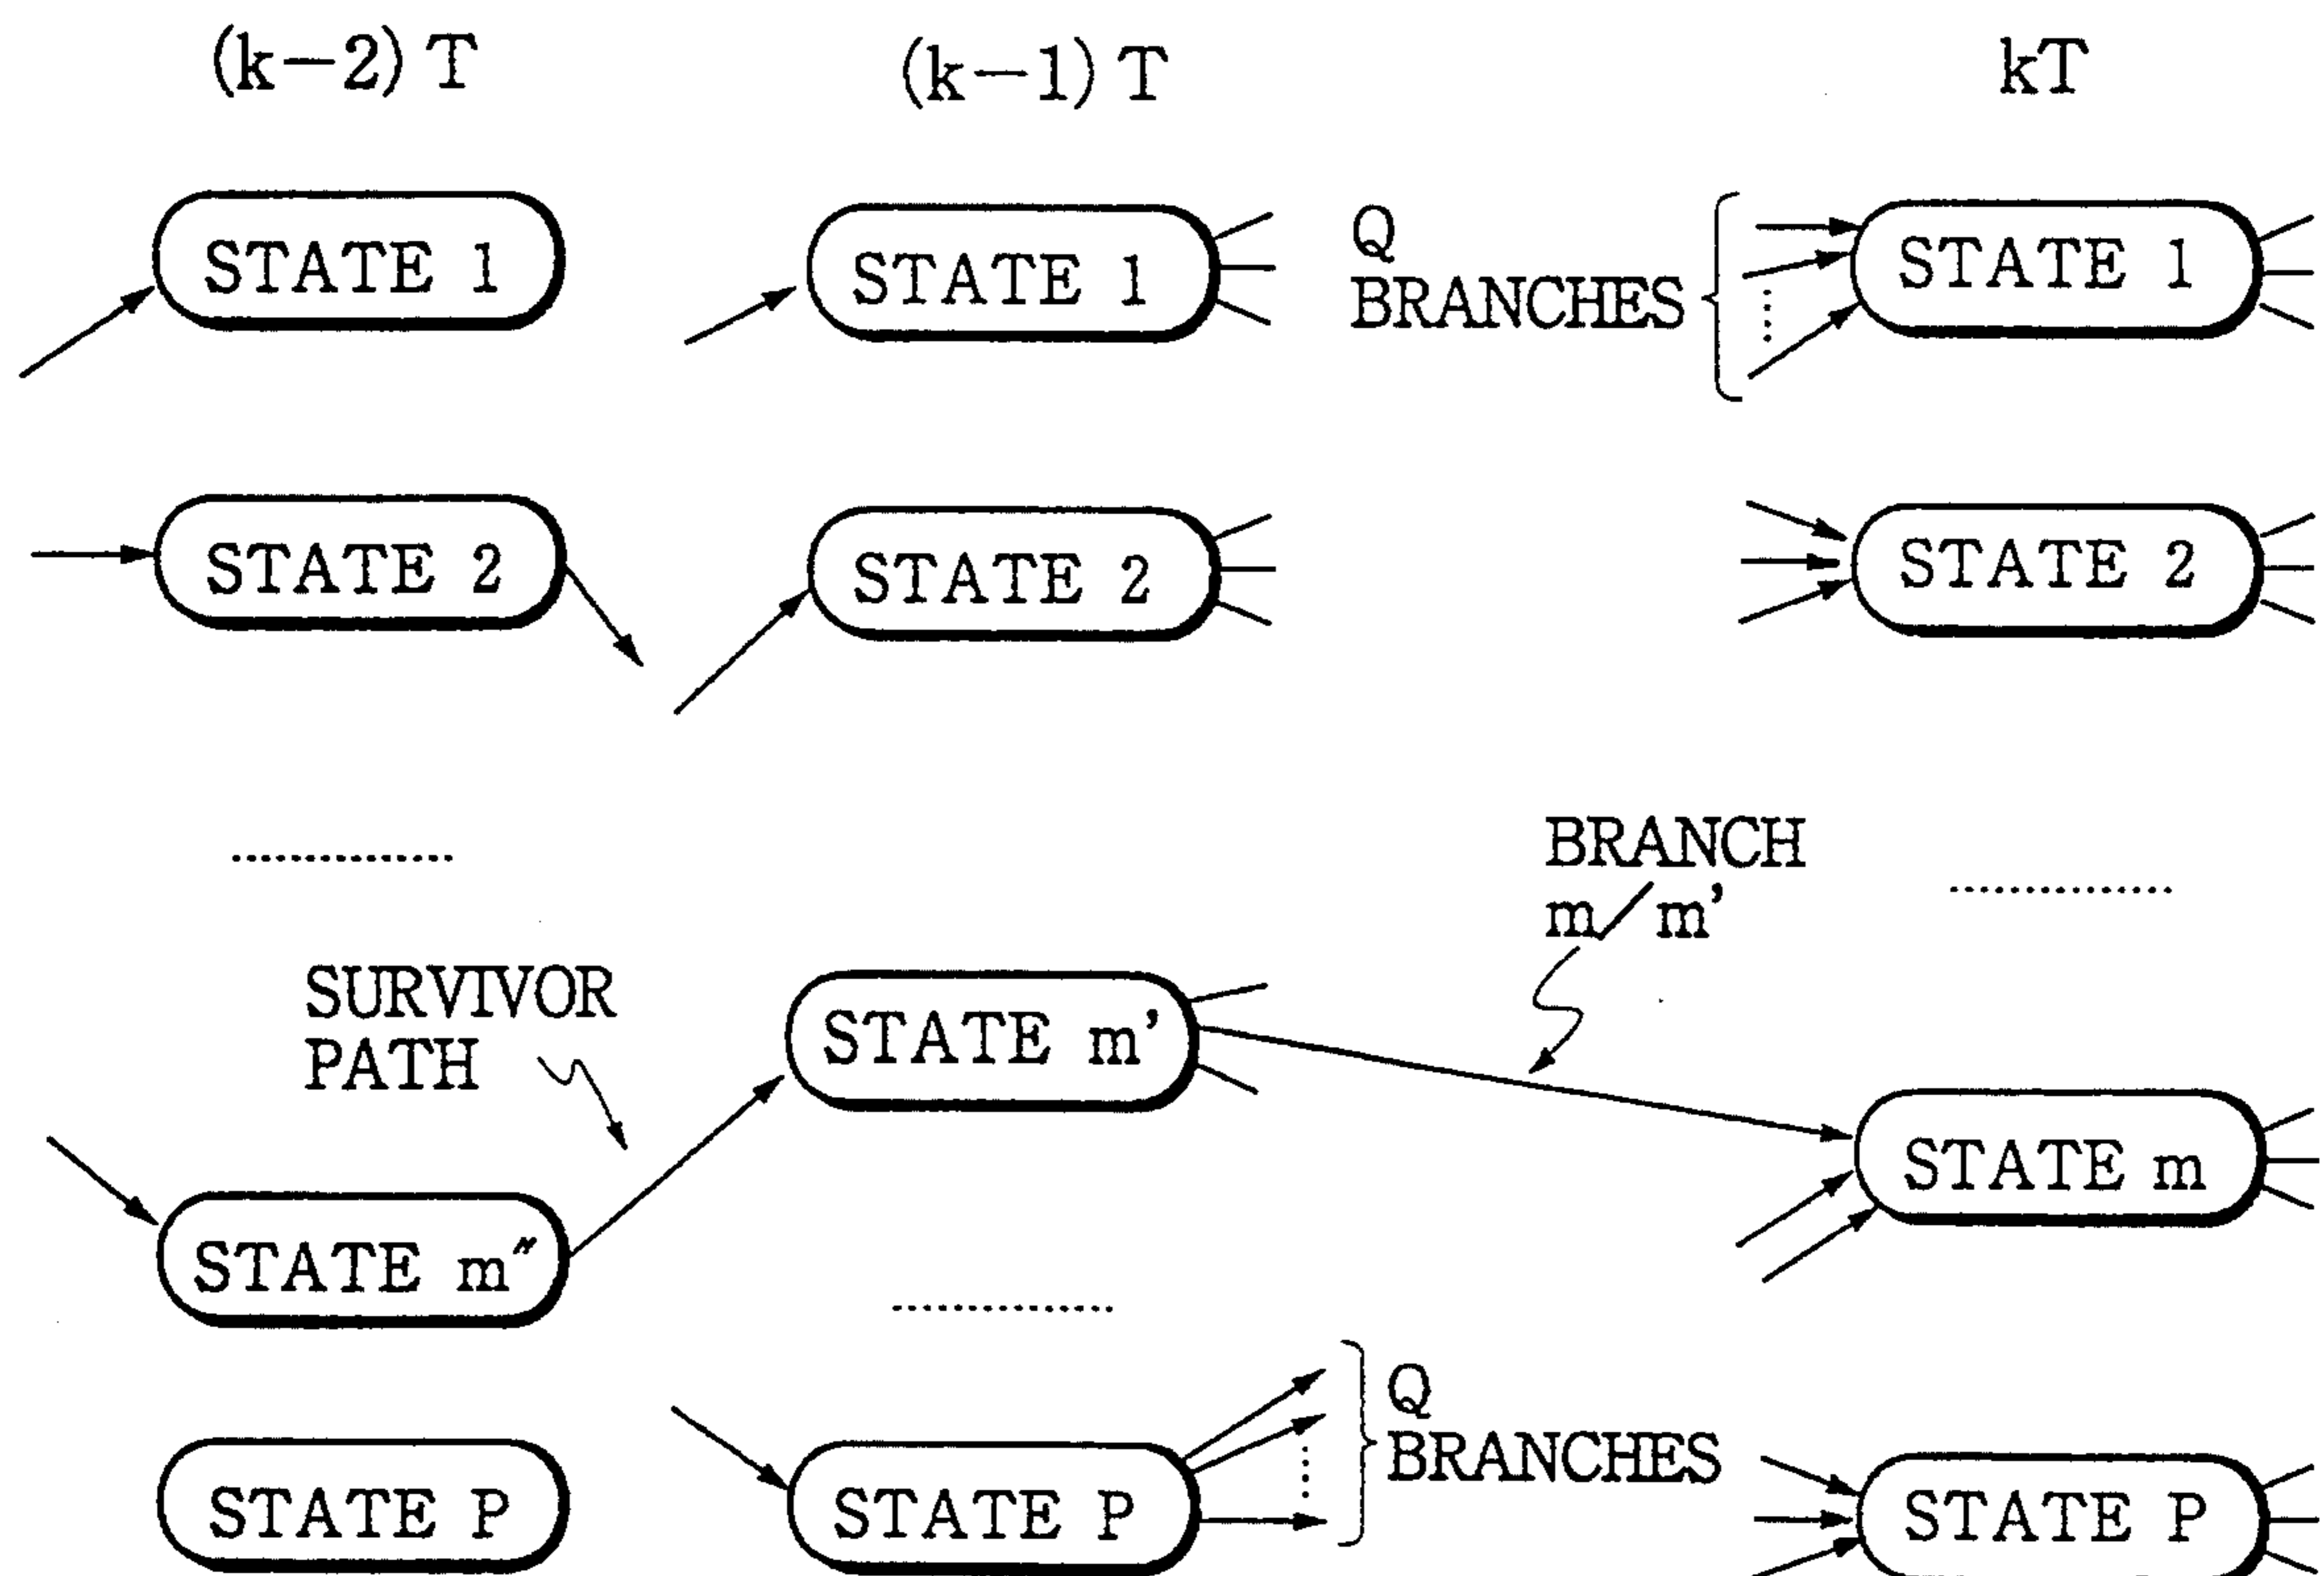 (k−2) T
(k−1) T
kT
STATE 1
STATE 1
Q
BRANCHES
STATE 1
STATE 2
STATE 2
STATE 2
BRANCH
m/m'
SURVIVOR
PATH
STATE m'
STATE m
STATE m″
Q
BRANCHES
STATE P
STATE P
STATE P